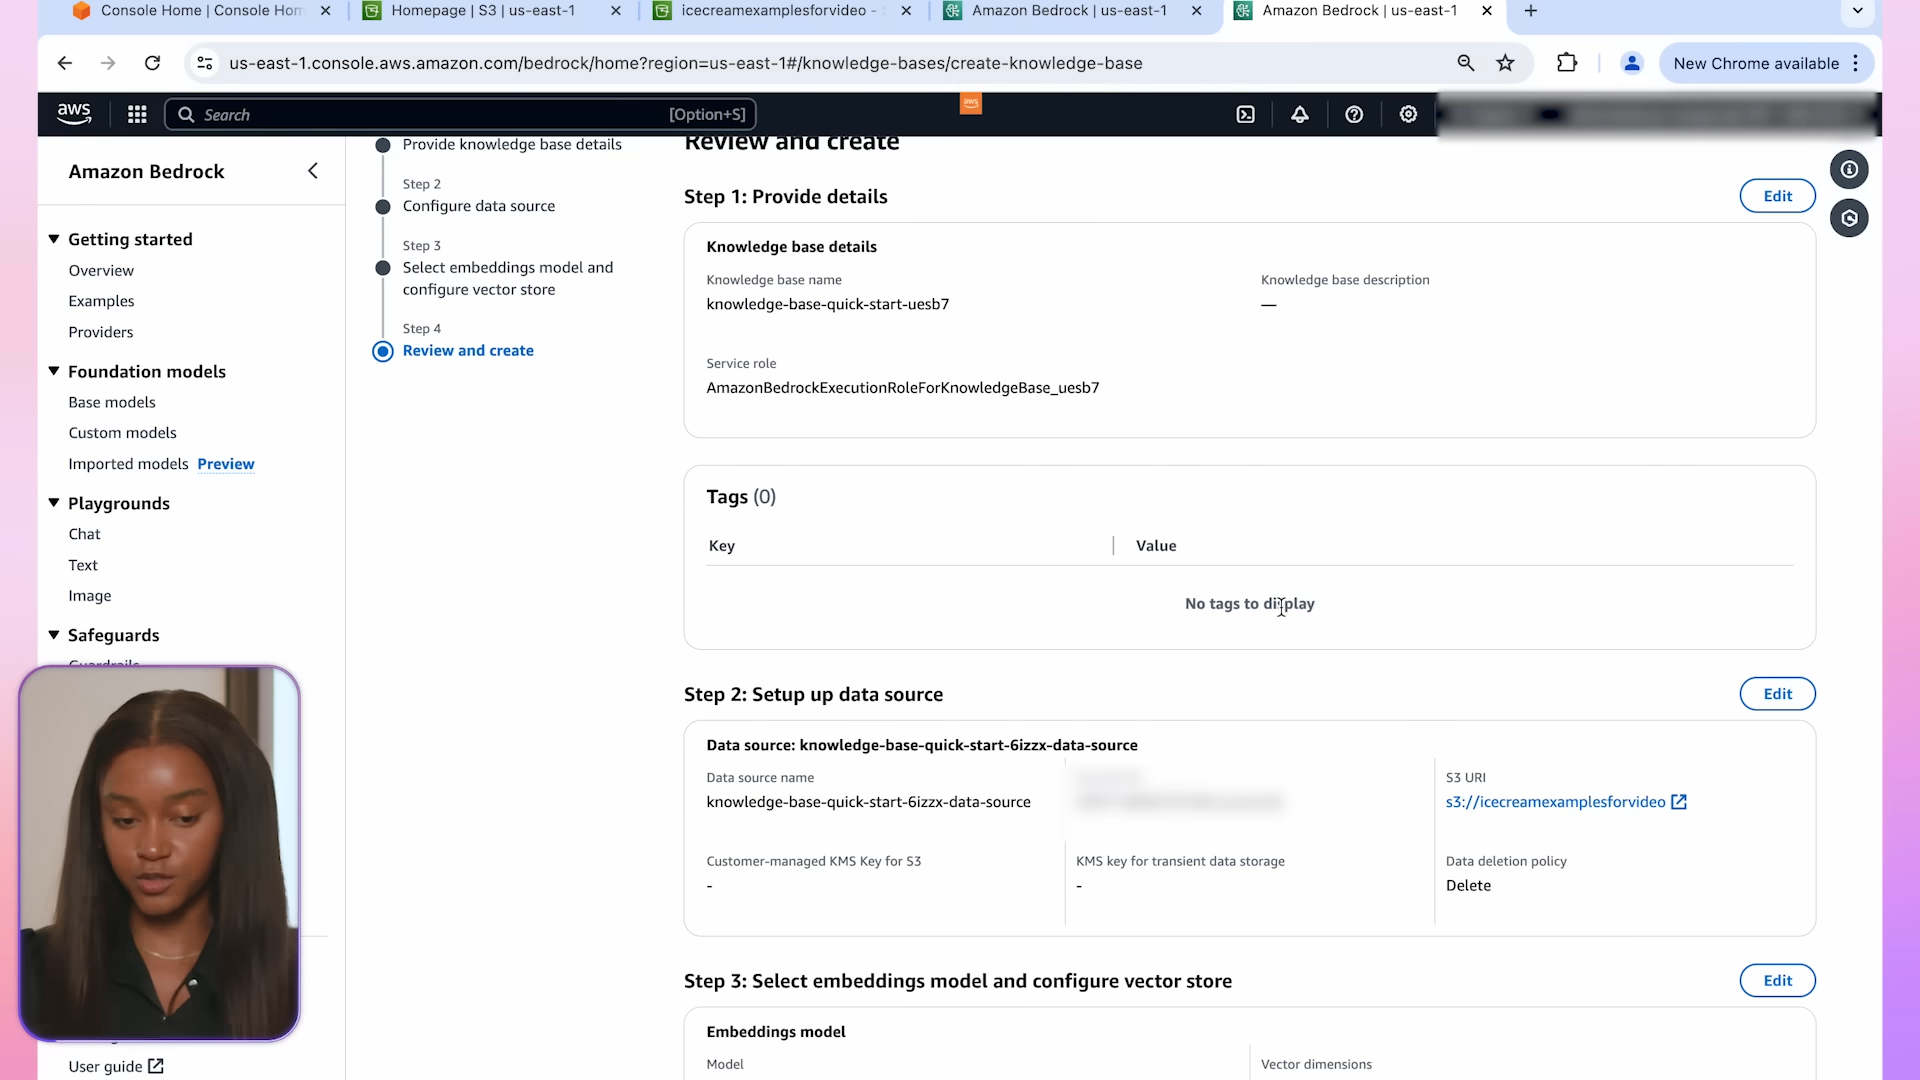 Console Home | Console Hom
Homepage | S3 | us-east-1
icecreamexamplesforvideo -
Amazon Bedrock | us-east-1
Amazon Bedrock | us-east-1
us-east-1.console.aws.amazon.com/bedrock/home?region=us-east-1#/knowledge-bases/create-knowledge-base
New Chrome available
aws
Search
[Option+S]
aws
Amazon Bedrock
Getting started
Overview
Examples
Providers
Foundation models
Base models
Custom models
Imported models Preview
Playgrounds
Chat
Text
Image
Safeguards
Guardrails
User guide
Provide knowledge base details
Step 2
Configure data source
Step 3
Select embeddings model and
configure vector store
Step 4
Review and create
Review and create
Step 1: Provide details
Edit
Knowledge base details
Knowledge base name
knowledge-base-quick-start-uesb7
Knowledge base description
—
Service role
AmazonBedrockExecutionRoleForKnowledgeBase_uesb7
Tags (0)
Key
Value
No tags to display
Step 2: Setup up data source
Edit
Data source: knowledge-base-quick-start-6izzx-data-source
Data source name
knowledge-base-quick-start-6izzx-data-source
S3 URI
s3://icecreamexamplesforvideo
Customer-managed KMS Key for S3
-
KMS key for transient data storage
-
Data deletion policy
Delete
Step 3: Select embeddings model and configure vector store
Edit
Embeddings model
Model
Vector dimensions